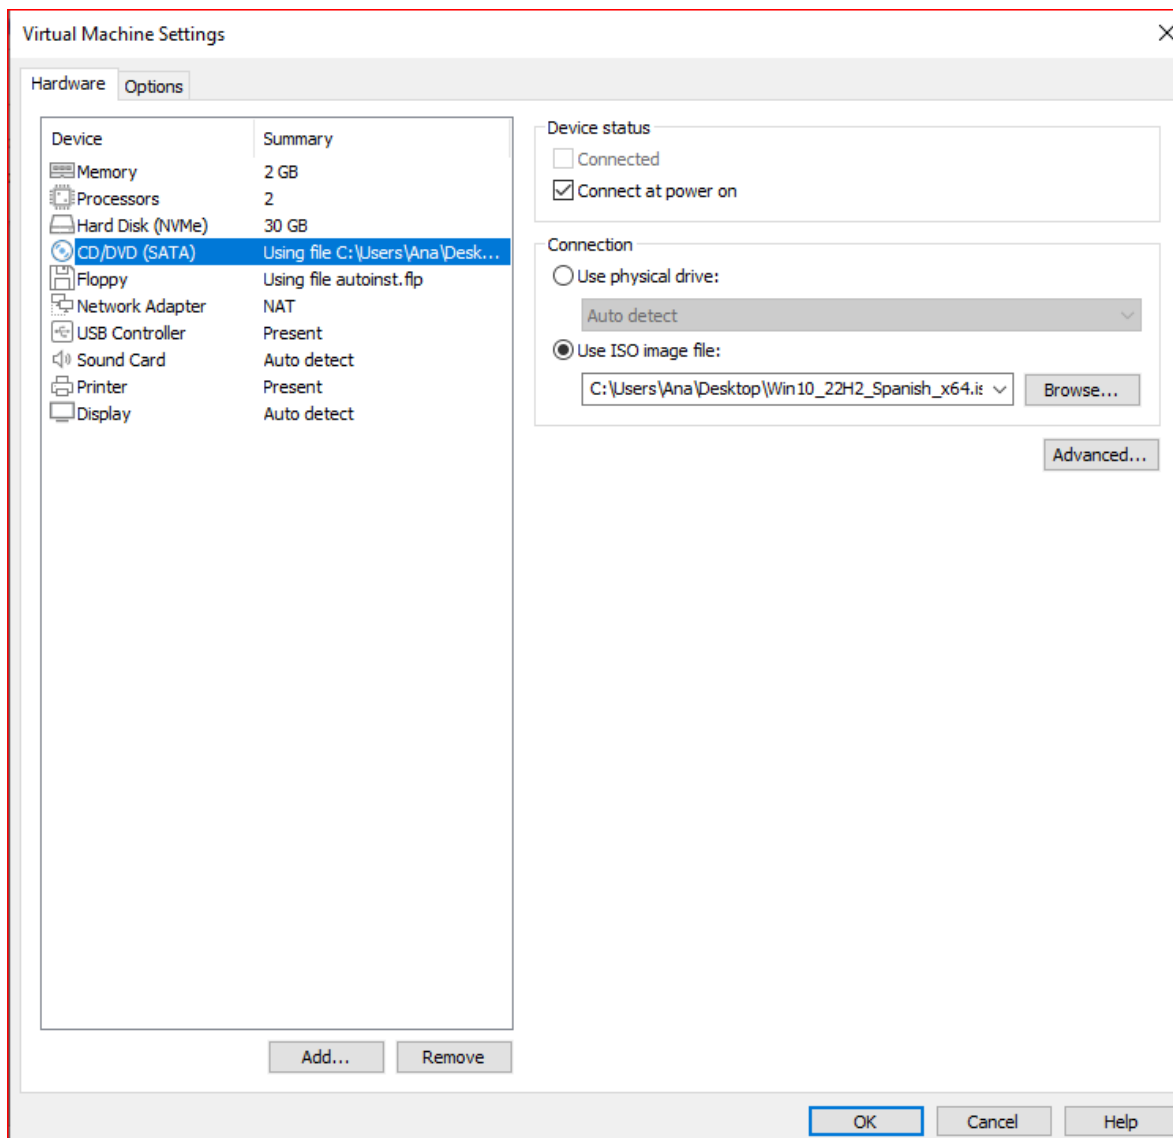 Virtual Machine Settings
Hardware Options
Device Summary
Memory 2 GB
Processors 2
Hard Disk (NVMe) 30 GB
CD/DVD (SATA) Using file C:\Users\Ana\Desk...
Floppy Using file autoinst.flp
Network Adapter NAT
USB Controller Present
Sound Card Auto detect
Printer Present
Display Auto detect
Add... Remove
Device status
Connected
Connect at power on
Connection
Use physical drive:
Auto detect
Use ISO image file:
C:\Users\Ana\Desktop\Win10_22H2_Spanish_x64.is Browse...
Advanced...
OK Cancel Help